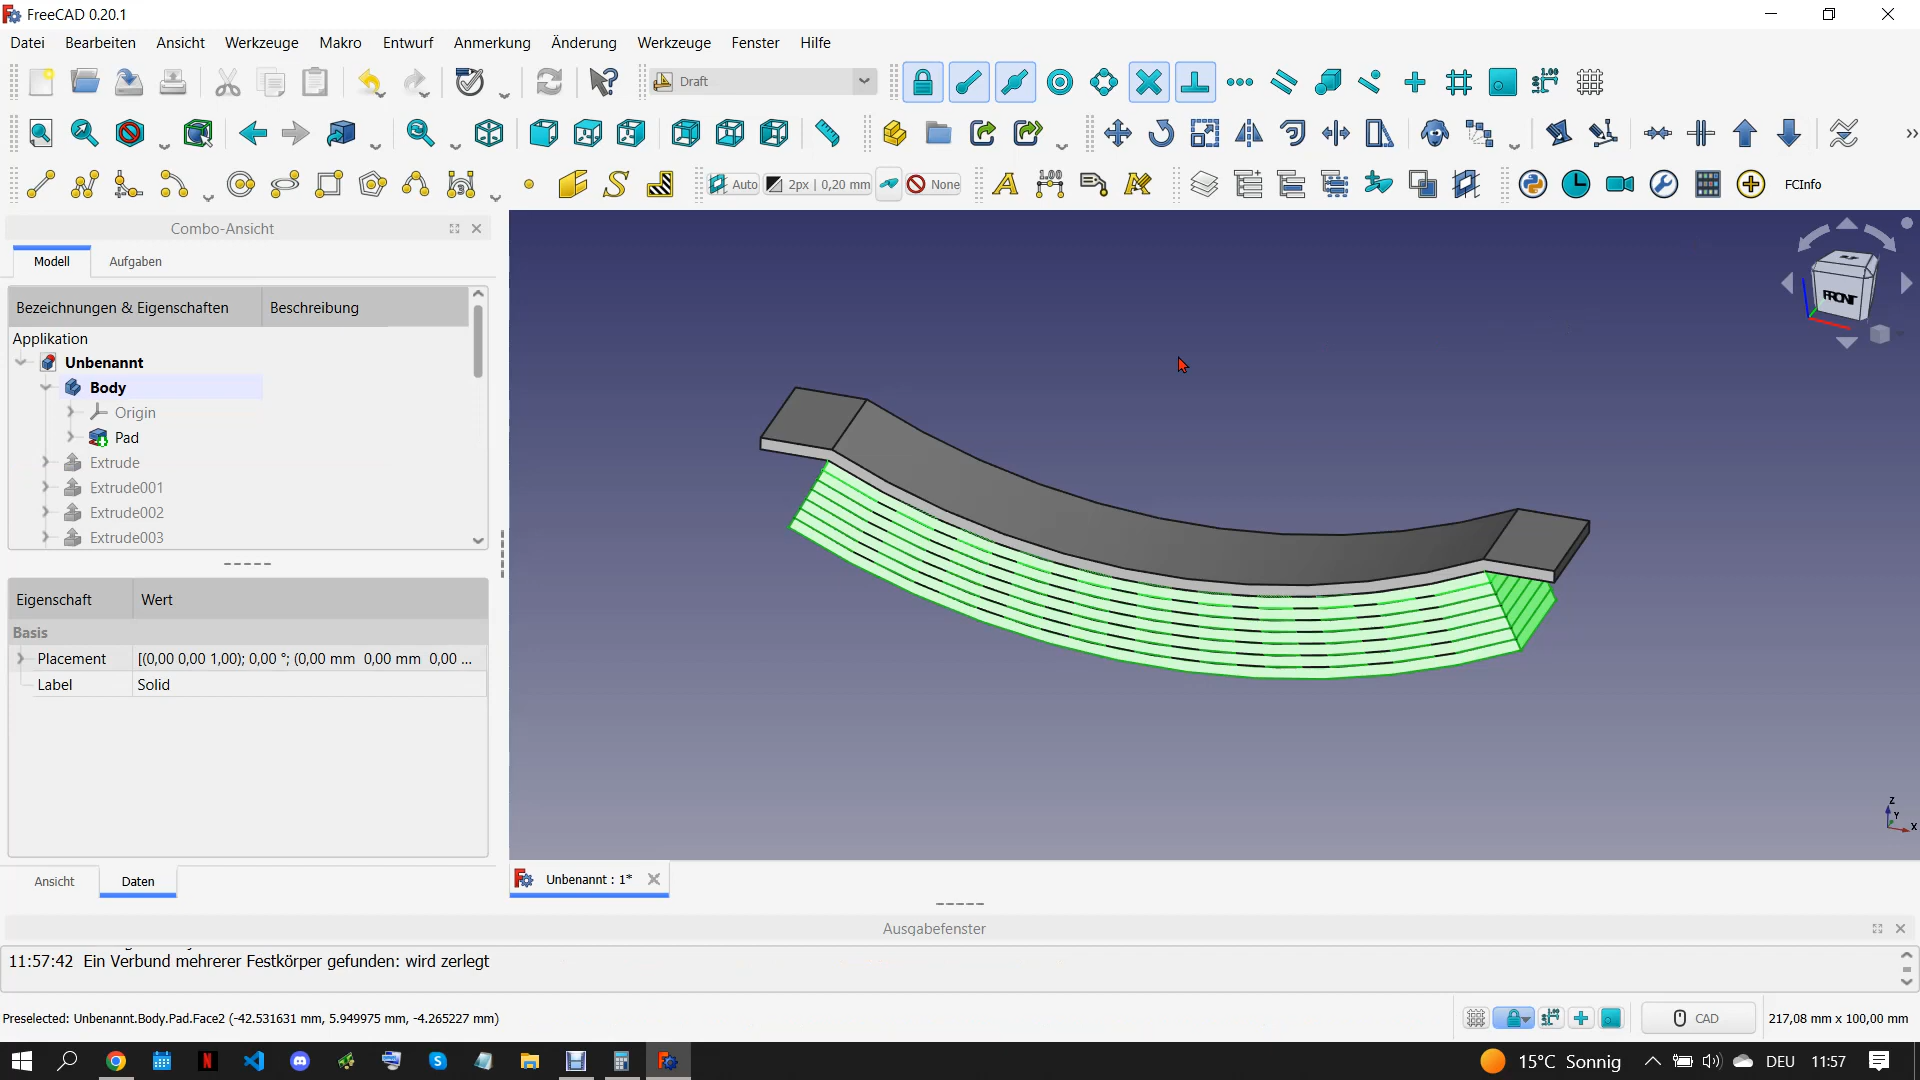 FreeCAD 0.20.1
Datei Bearbeiten Ansicht Werkzeuge Makro Entwurf Anmerkung Änderung Werkzeuge Fenster Hilfe
Draft
1.00
Auto 2px | 0,20 mm None
1.00
FCInfo
Combo-Ansicht
Modell Aufgaben
Bezeichnungen & Eigenschaften Beschreibung
Applikation
Unbenannt
Body
Origin
Pad
Extrude
Extrude001
Extrude002
Extrude003
Eigenschaft Wert
Basis
Placement [(0,00 0,00 1,00); 0,00 °; (0,00 mm 0,00 mm 0,00 ...
Label Solid
Ansicht Daten
FRONT
Z
Y
X
Unbenannt : 1*
Ausgabefenster
11:57:42 Ein Verbund mehrerer Festkörper gefunden: wird zerlegt
Preselected: Unbenannt.Body.Pad.Face2 (-42.531631 mm, 5.949975 mm, -4.265227 mm)
CAD
217,08 mm x 100,00 mm
15°C Sonnig
DEU
11:57